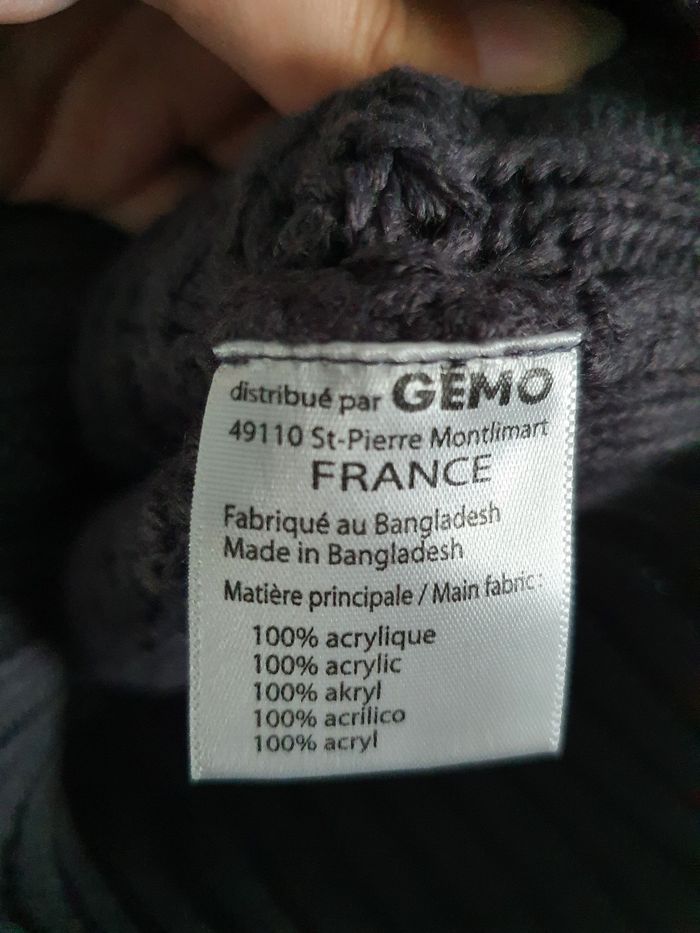 distribué par GÉMO
49110 St-Pierre Montlimart
FRANCE
Fabriqué au Bangladesh
Made in Bangladesh
Matière principale / Main fabric :
100% acrylique
100% acrylic
100% akryl
100% acrilico
100% acryl